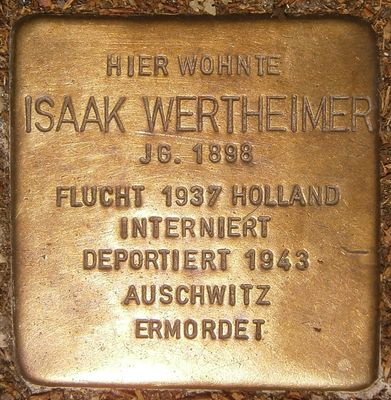 HIER WOHNTE
ISAAK WERTHEIMER
JG. 1898
FLUCHT 1937 HOLLAND
INTERNIERT
DEPORTIERT 1943
AUSCHWITZ
ERMORDET